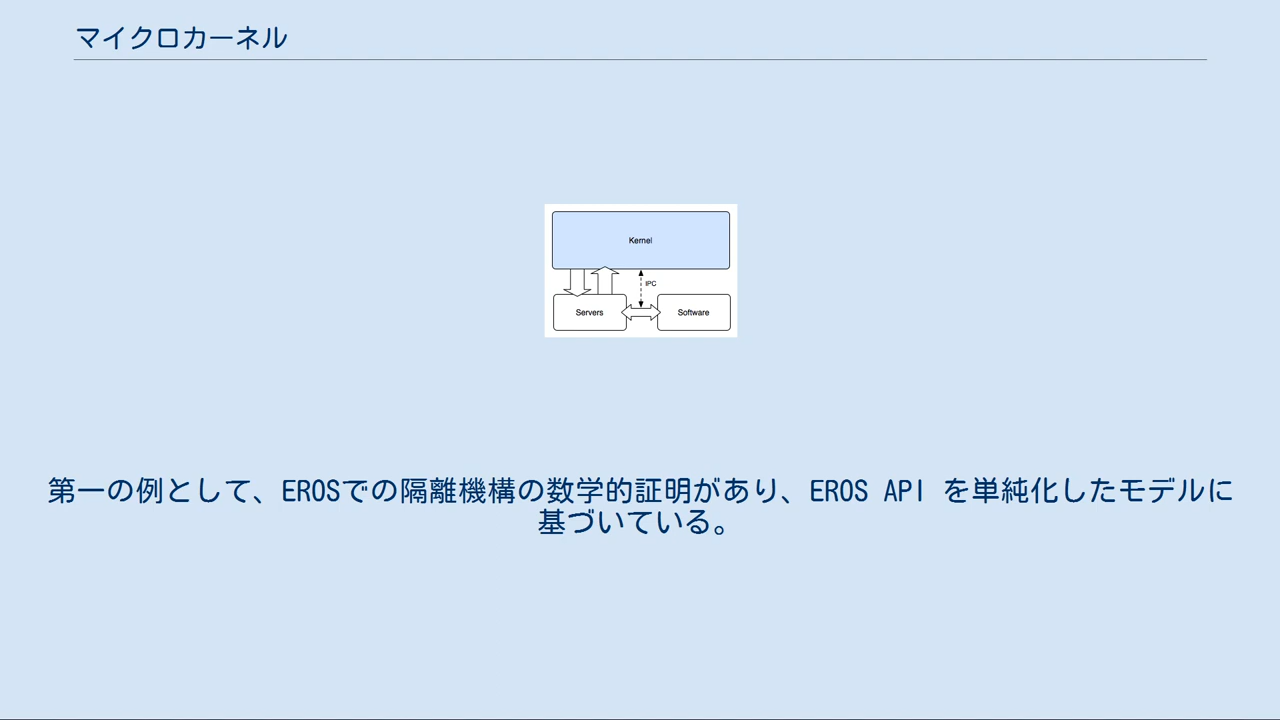 マイクロカーネル
Kernel
IPC
Servers
Software
第一の例として、EROSでの隔離機構の数学的証明があり、EROS API を単純化したモデルに
基づいている。